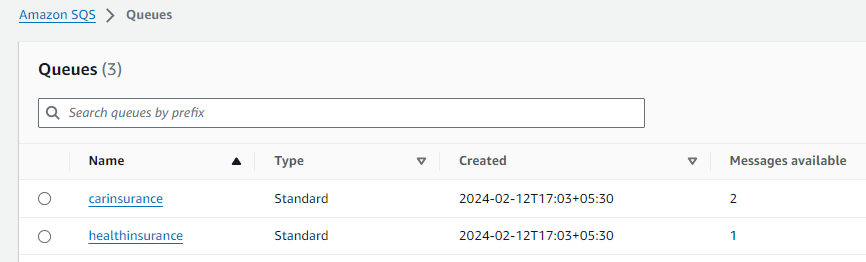 Amazon SQS > Queues
Queues (3)
Search queues by prefix
Name Type Created Messages available
carinsurance Standard 2024-02-12T17:03+05:30 2
healthinsurance Standard 2024-02-12T17:03+05:30 1